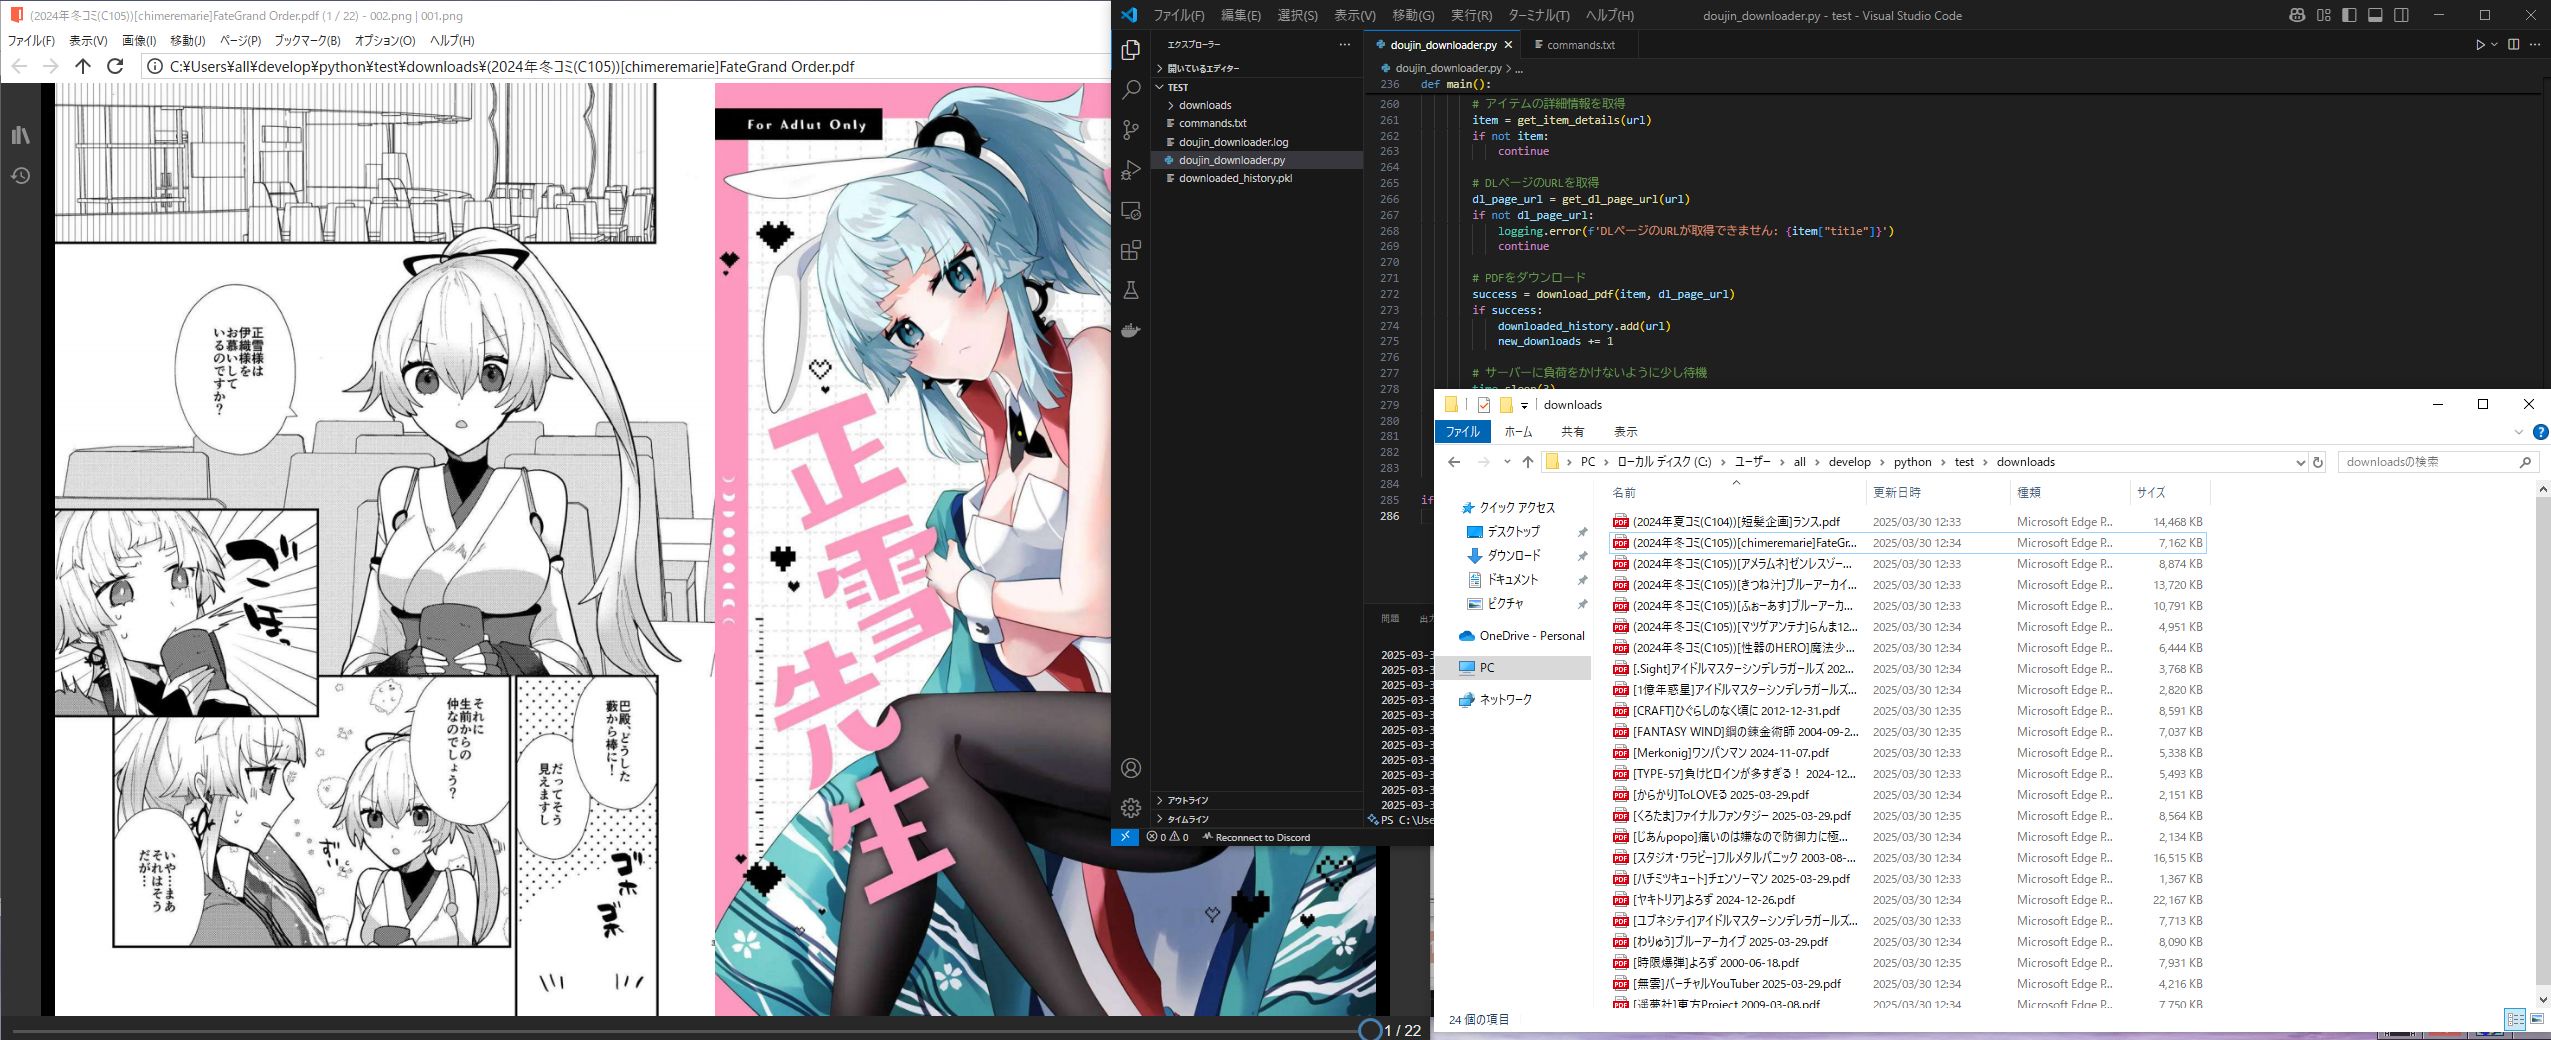 (2024年冬コミ(C105))[chimeremarie]FateGrand Order.pdf (1 / 22) - 002.png | 001.png
ファイル(F) 表示(V) 画像(I) 移動(J) ページ(P) ブックマーク(B) オプション(O) ヘルプ(H)
C:¥Users¥all¥develop¥python¥test¥downloads¥(2024年冬コミ(C105))[chimeremarie]FateGrand Order.pdf
For Adlut Only
正雪先生
正雪様は
伊織様を
お慕いして
いるのですか?
ゴホ
ゴホ
巴殿、どうした
藪から棒に!
だってそう
見えますし
それに
生前からの
仲なのでしょう?
いや…まあ
それはそう
だが…
1 / 22
ファイル(F) 編集(E) 選択(S) 表示(V) 移動(G) 実行(R) ターミナル(T) ヘルプ(H)
doujin_downloader.py - test - Visual Studio Code
エクスプローラー
開いているエディター
TEST
downloads
commands.txt
doujin_downloader.log
doujin_downloader.py
downloaded_history.pkl
アウトライン
タイムライン
0 0 Reconnect to Discord
doujin_downloader.py commands.txt
doujin_downloader.py > ...
236 def main():
260 # アイテムの詳細情報を取得
261 item = get_item_details(url)
262 if not item:
263 continue
264
265 # DLページのURLを取得
266 dl_page_url = get_dl_page_url(url)
267 if not dl_page_url:
268 logging.error(f'DLページのURLが取得できません: {item["title"]}')
269 continue
270
271 # PDFをダウンロード
272 success = download_pdf(item, dl_page_url)
273 if success:
274 downloaded_history.add(url)
275 new_downloads += 1
276
277 # サーバーに負荷をかけないように少し待機
278
279
280
281
282
283
284
285 if
286
問題 出力
2025-03-3
2025-03-3
2025-03-3
2025-03-3
2025-03-3
2025-03-3
2025-03-3
2025-03-3
2025-03-3
2025-03-3
2025-03-3
PS C:\Use
downloads
ファイル ホーム 共有 表示
PC > ローカル ディスク (C:) > ユーザー > all > develop > python > test > downloads
downloadsの検索
クイック アクセス
デスクトップ
ダウンロード
ドキュメント
ピクチャ
OneDrive - Personal
PC
ネットワーク
名前 更新日時 種類 サイズ
(2024年夏コミ(C104))[短髪企画]ランス.pdf 2025/03/30 12:33 Microsoft Edge P... 14,468 KB
(2024年冬コミ(C105))[chimeremarie]FateGr... 2025/03/30 12:34 Microsoft Edge P... 7,162 KB
(2024年冬コミ(C105))[アメラムネ]ゼンレスゾー... 2025/03/30 12:33 Microsoft Edge P... 8,874 KB
(2024年冬コミ(C105))[きつね汁]ブルーアーカイ... 2025/03/30 12:33 Microsoft Edge P... 13,720 KB
(2024年冬コミ(C105))[ふぉーあす]ブルーアーカ... 2025/03/30 12:33 Microsoft Edge P... 10,791 KB
(2024年冬コミ(C105))[マツゲアンテナ]らんま12... 2025/03/30 12:34 Microsoft Edge P... 4,951 KB
(2024年冬コミ(C105))[性器のHERO]魔法少... 2025/03/30 12:34 Microsoft Edge P... 6,444 KB
[.Sight]アイドルマスターシンデレラガールズ 202... 2025/03/30 12:34 Microsoft Edge P... 3,768 KB
[1億年惑星]アイドルマスターシンデレラガールズ... 2025/03/30 12:34 Microsoft Edge P... 2,820 KB
[CRAFT]ひぐらしのなく頃に 2012-12-31.pdf 2025/03/30 12:35 Microsoft Edge P... 8,591 KB
[FANTASY WIND]鋼の錬金術師 2004-09-2... 2025/03/30 12:35 Microsoft Edge P... 7,037 KB
[Merkonig]ワンパンマン 2024-11-07.pdf 2025/03/30 12:33 Microsoft Edge P... 5,338 KB
[TYPE-57]負けヒロインが多すぎる! 2024-12... 2025/03/30 12:33 Microsoft Edge P... 5,493 KB
[からかり]ToLOVEる 2025-03-29.pdf 2025/03/30 12:34 Microsoft Edge P... 2,151 KB
[くろたま]ファイナルファンタジー 2025-03-29.pdf 2025/03/30 12:35 Microsoft Edge P... 8,564 KB
[じあんpopo]痛いのは嫌なので防御力に極... 2025/03/30 12:34 Microsoft Edge P... 2,134 KB
[スタジオ・ワラビー]フルメタルパニック 2003-08-... 2025/03/30 12:34 Microsoft Edge P... 16,515 KB
[ハチミツキュート]チェンソーマン 2025-03-29.pdf 2025/03/30 12:33 Microsoft Edge P... 1,367 KB
[ヤキトリア]よろず 2024-12-26.pdf 2025/03/30 12:34 Microsoft Edge P... 22,167 KB
[ユブネシティ]アイドルマスターシンデレラガールズ... 2025/03/30 12:33 Microsoft Edge P... 7,713 KB
[わりゅう]ブルーアーカイブ 2025-03-29.pdf 2025/03/30 12:34 Microsoft Edge P... 8,090 KB
[時限爆弾]よろず 2000-06-18.pdf 2025/03/30 12:35 Microsoft Edge P... 7,931 KB
[無雲]バーチャルYouTuber 2025-03-29.pdf 2025/03/30 12:34 Microsoft Edge P... 4,216 KB
[遥夢社]東方Project 2009-03-08.pdf 2025/03/30 12:34 Microsoft Edge P... 7,750 KB
24 個の項目